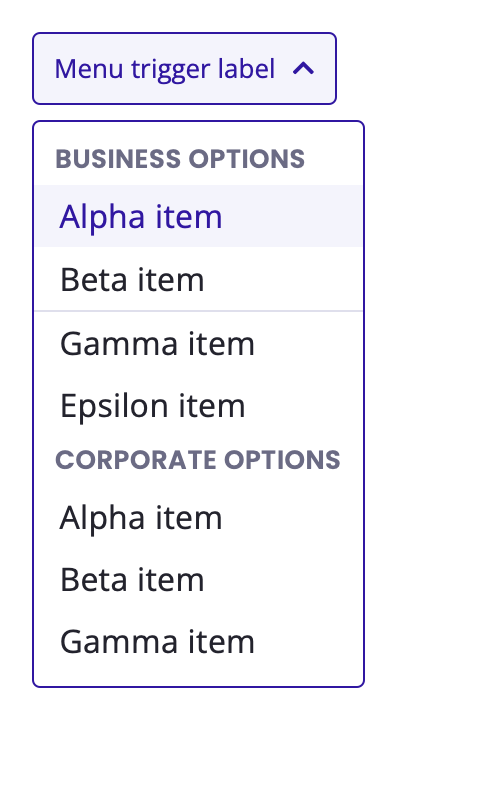 Menu trigger label
BUSINESS OPTIONS
Alpha item
Beta item
Gamma item
Epsilon item
CORPORATE OPTIONS
Alpha item
Beta item
Gamma item